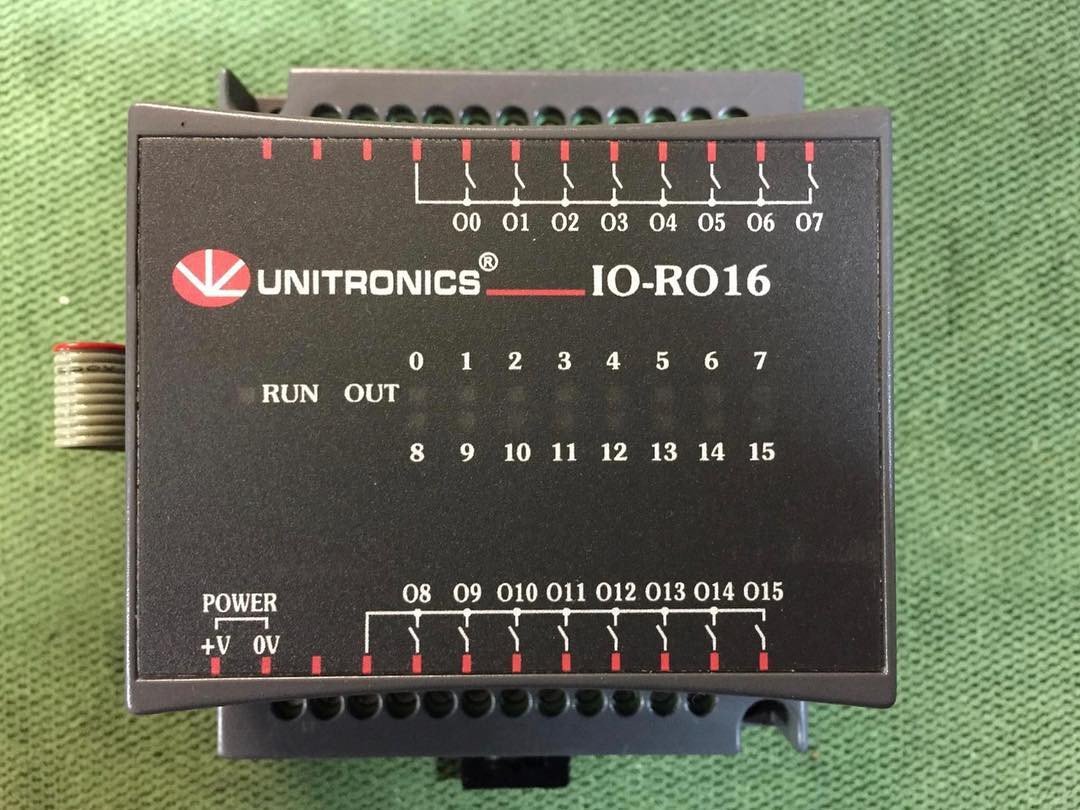 O0 O1 O2 O3 O4 O5 O6 O7
UNITRONICS® IO-RO16
0 1 2 3 4 5 6 7
RUN OUT
8 9 10 11 12 13 14 15
O8 O9 O10 O11 O12 O13 O14 O15
POWER
+V 0V